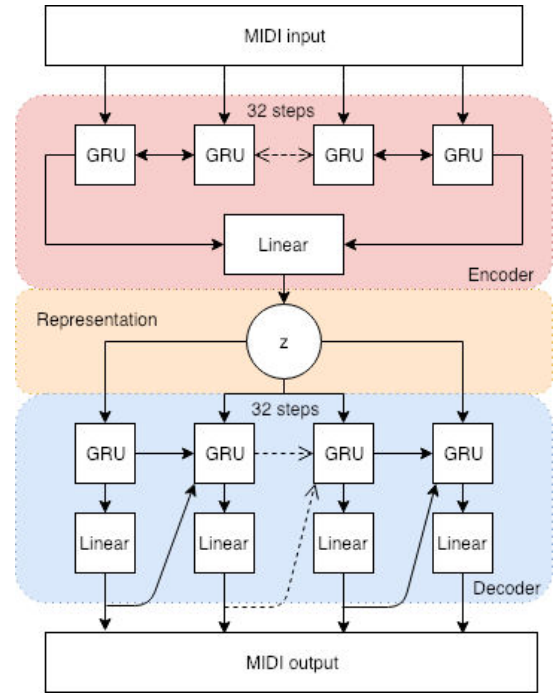 MIDI input
32 steps
GRU GRU GRU GRU
Linear
Encoder
Representation
z
32 steps
GRU GRU GRU GRU
Linear Linear Linear Linear
Decoder
MIDI output